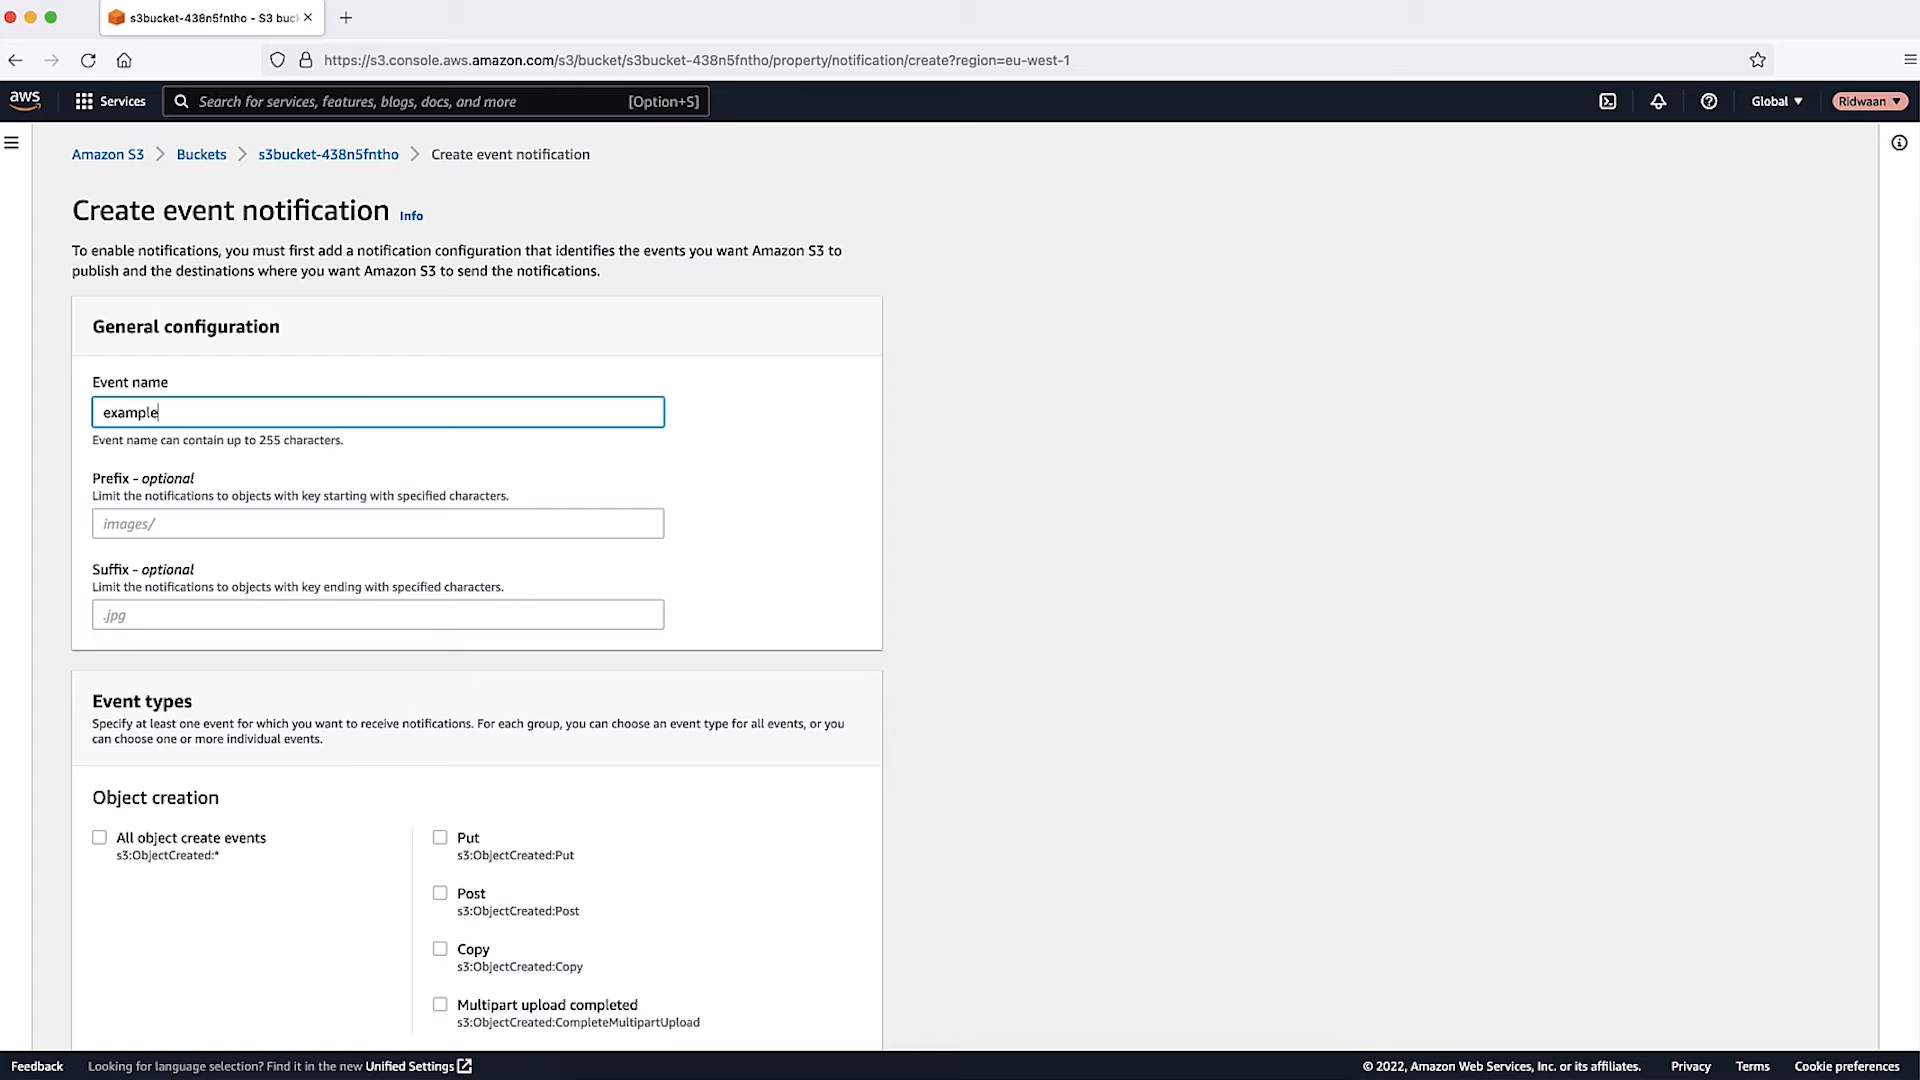 s3bucket-438n5fntho - S3 buc
https://s3.console.aws.amazon.com/s3/bucket/s3bucket-438n5fntho/property/notification/create?region=eu-west-1
aws
Services
Search for services, features, blogs, docs, and more
[Option+S]
Global
Ridwaan
Amazon S3
Buckets
s3bucket-438n5fntho
Create event notification
Create event notification
Info
To enable notifications, you must first add a notification configuration that identifies the events you want Amazon S3 to
publish and the destinations where you want Amazon S3 to send the notifications.
General configuration
Event name
example
Event name can contain up to 255 characters.
Prefix - optional
Limit the notifications to objects with key starting with specified characters.
images/
Suffix - optional
Limit the notifications to objects with key ending with specified characters.
.jpg
Event types
Specify at least one event for which you want to receive notifications. For each group, you can choose an event type for all events, or you
can choose one or more individual events.
Object creation
All object create events
s3:ObjectCreated:*
Put
s3:ObjectCreated:Put
Post
s3:ObjectCreated:Post
Copy
s3:ObjectCreated:Copy
Multipart upload completed
s3:ObjectCreated:CompleteMultipartUpload
Feedback
Looking for language selection? Find it in the new Unified Settings
© 2022, Amazon Web Services, Inc. or its affiliates.
Privacy
Terms
Cookie preferences